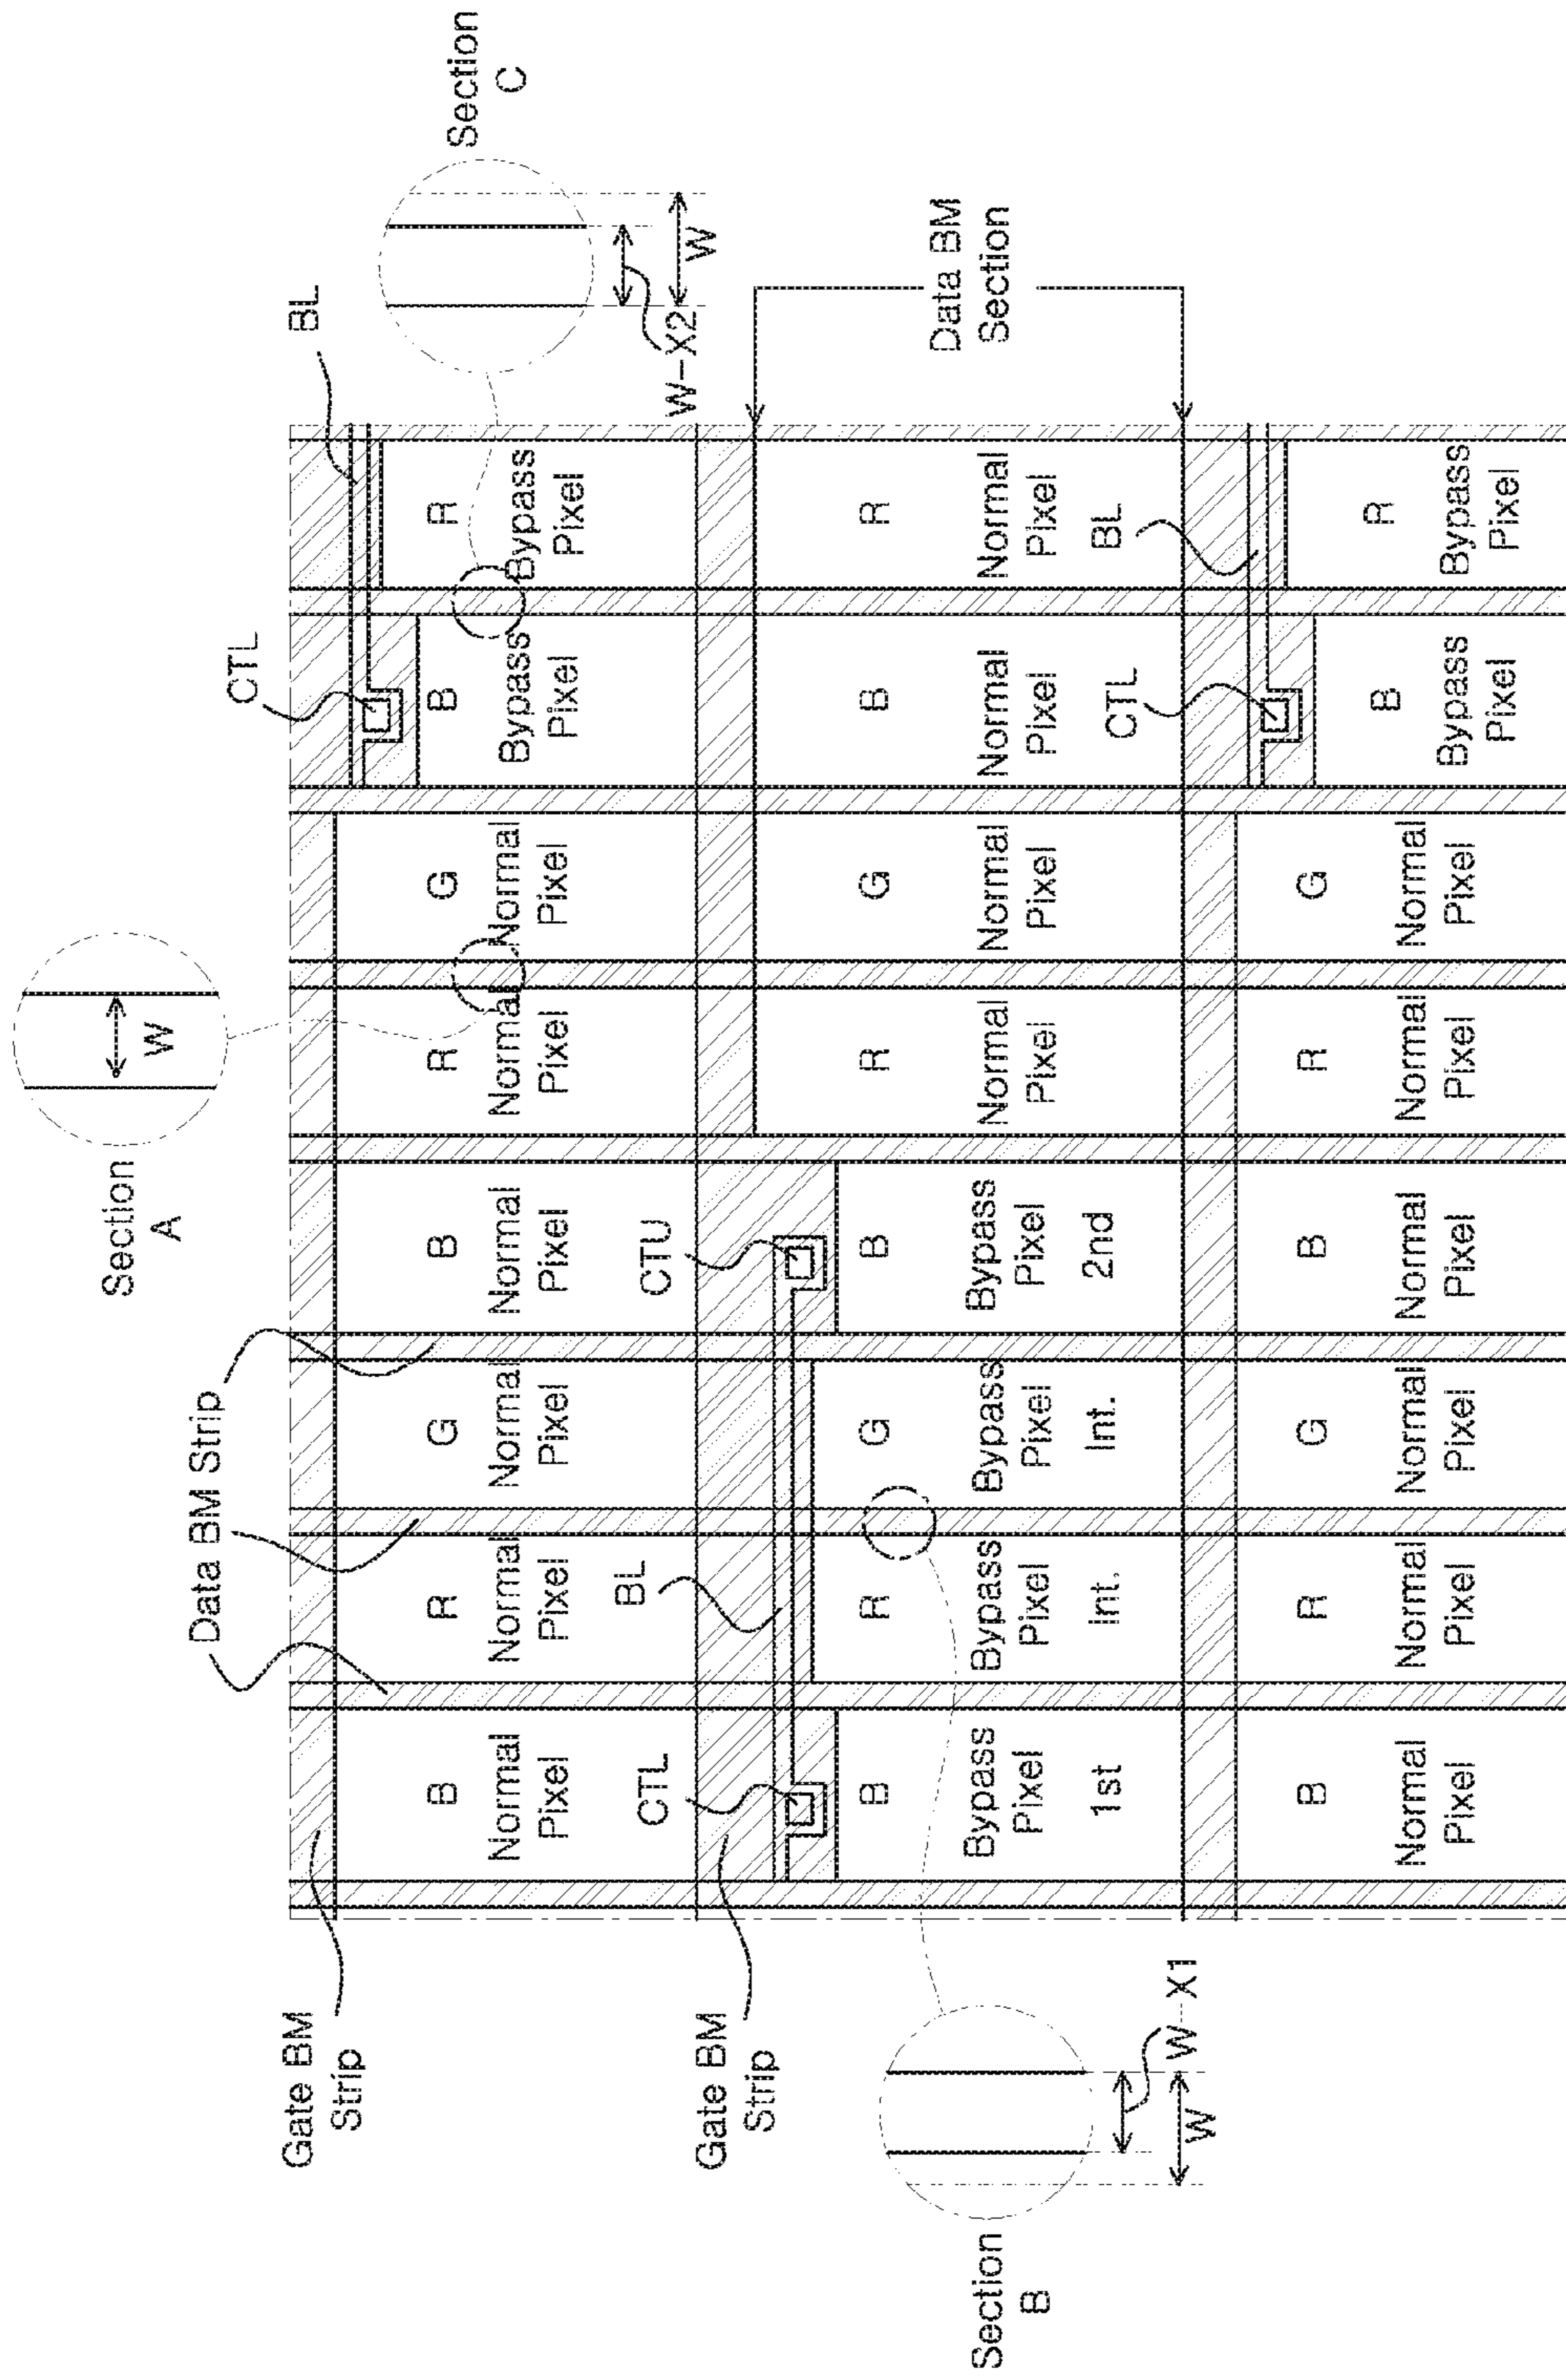 Section
A
W
Data BM Strip
CTL
BL
Section
C
W-X2
W
Gate BM
Strip
B
Normal
Pixel
R
Normal
Pixel
G
Normal
Pixel
B
Normal
Pixel
R
Normal
Pixel
G
Normal
Pixel
B
Bypass
Pixel
R
Bypass
Pixel
CTL
BL
CTU
Gate BM
Strip
B
Bypass
Pixel
1st
R
Bypass
Pixel
Int.
G
Bypass
Pixel
Int.
B
Bypass
Pixel
2nd
R
Normal
Pixel
G
Normal
Pixel
B
Normal
Pixel
R
Normal
Pixel
Data BM
Section
CTL
BL
Section
B
W-X1
W
B
Normal
Pixel
R
Normal
Pixel
G
Normal
Pixel
B
Normal
Pixel
R
Normal
Pixel
G
Normal
Pixel
B
Bypass
Pixel
R
Bypass
Pixel